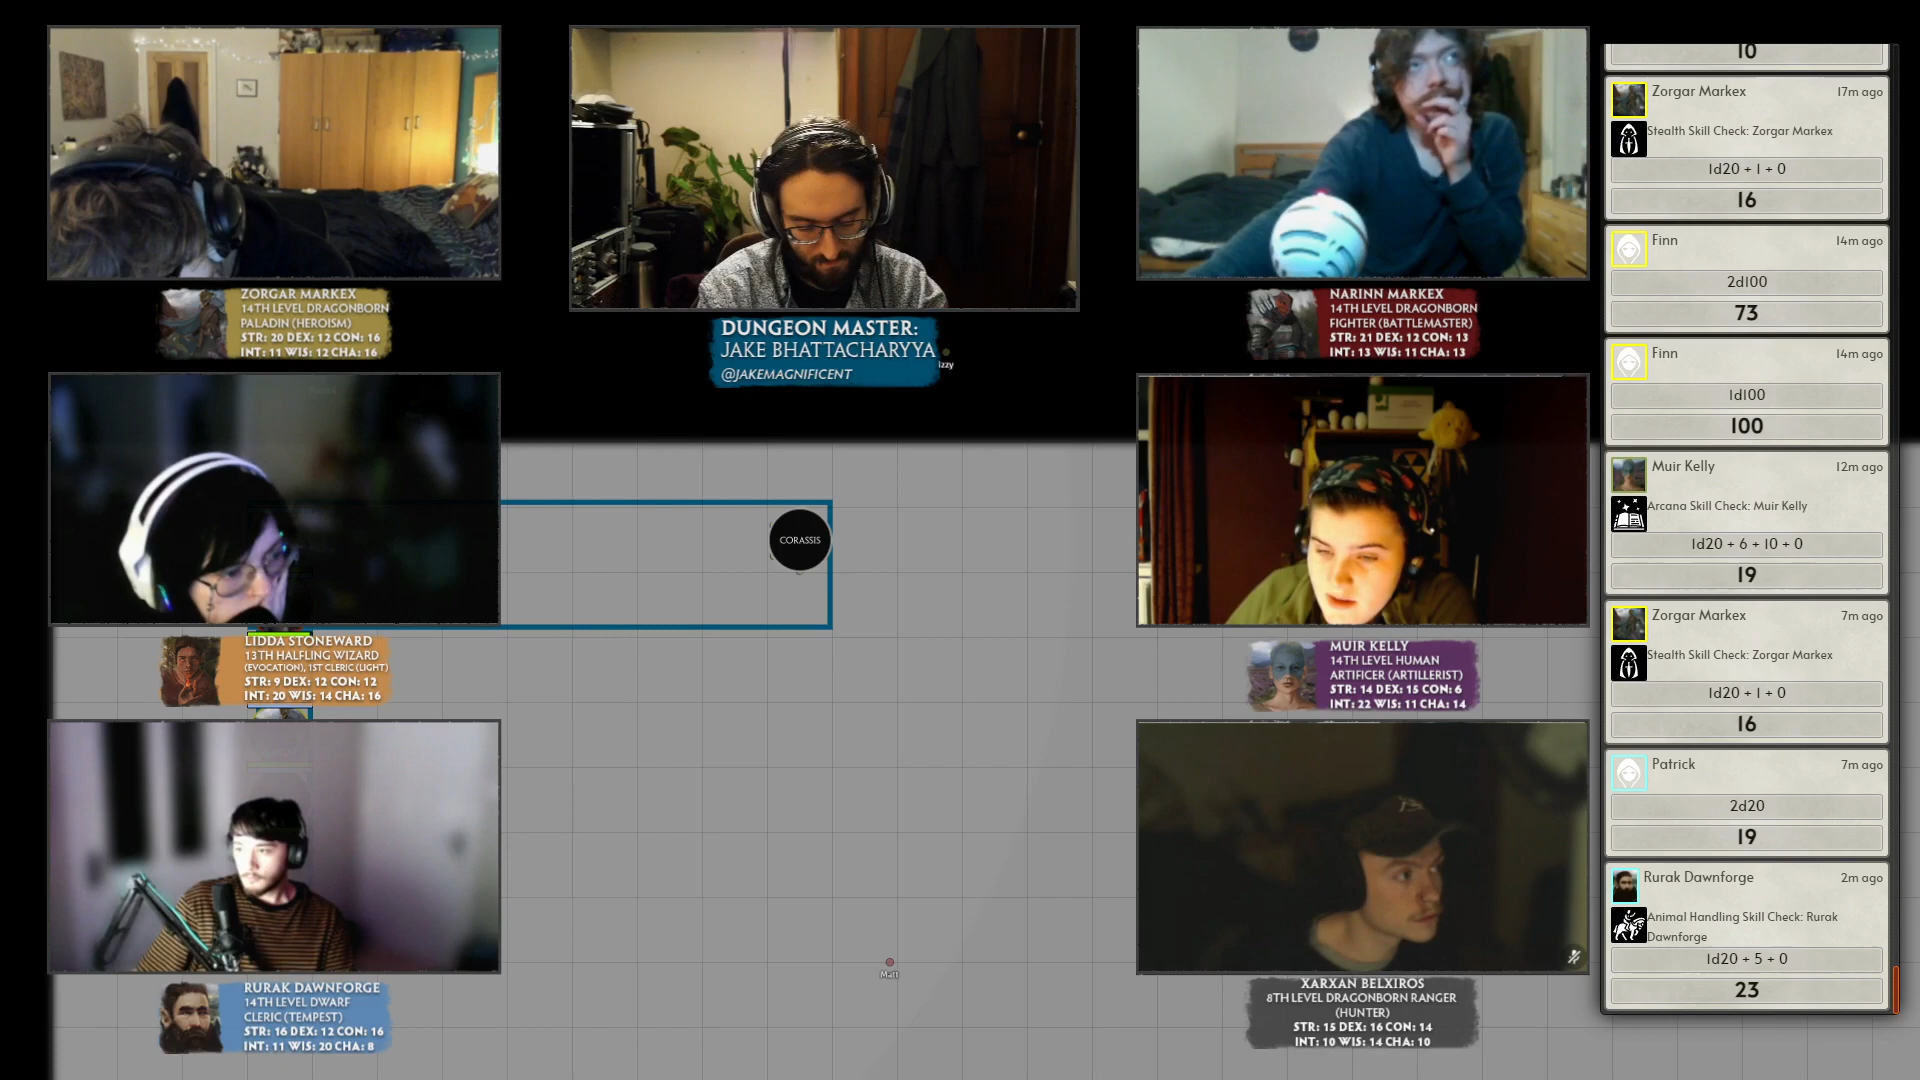 ZORGAR MARKEX
14TH LEVEL DRAGONBORN
PALADIN (HEROISM)
STR: 20 DEX: 12 CON: 16
INT: 11 WIS: 12 CHA: 16
DUNGEON MASTER:
JAKE BHATTACHARYYA
@JAKEMAGNIFICENT
izzy
NARINN MARKEX
14TH LEVEL DRAGONBORN
FIGHTER (BATTLEMASTER)
STR: 21 DEX: 12 CON: 13
INT: 13 WIS: 11 CHA: 13
CORASSIS
LIDDA STONEWARD
13TH HALFLING WIZARD
(EVOCATION), 1ST CLERIC (LIGHT)
STR: 9 DEX: 12 CON: 12
INT: 20 WIS: 14 CHA: 16
MUIR KELLY
14TH LEVEL HUMAN
ARTIFICER (ARTILLERIST)
STR: 14 DEX: 15 CON: 6
INT: 22 WIS: 11 CHA: 14
Matt
RURAK DAWNFORGE
14TH LEVEL DWARF
CLERIC (TEMPEST)
STR: 16 DEX: 12 CON: 16
INT: 11 WIS: 20 CHA: 8
XARXAN BELXIROS
8TH LEVEL DRAGONBORN RANGER
(HUNTER)
STR: 15 DEX: 16 CON: 14
INT: 10 WIS: 14 CHA: 10
10
Zorgar Markex 17m ago
Stealth Skill Check: Zorgar Markex
1d20 + 1 + 0
16
Finn 14m ago
2d100
73
Finn 14m ago
1d100
100
Muir Kelly 12m ago
Arcana Skill Check: Muir Kelly
1d20 + 6 + 10 + 0
19
Zorgar Markex 7m ago
Stealth Skill Check: Zorgar Markex
1d20 + 1 + 0
16
Patrick 7m ago
2d20
19
Rurak Dawnforge 2m ago
Animal Handling Skill Check: Rurak
Dawnforge
1d20 + 5 + 0
23